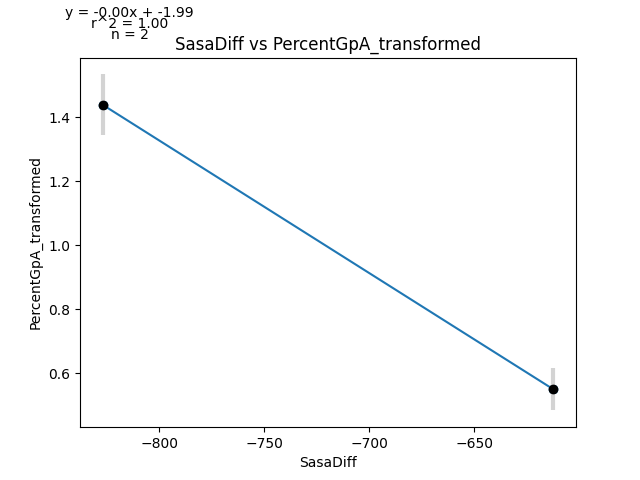 y = -0.00x + -1.99
r^2 = 1.00
n = 2
SasaDiff vs PercentGpA_transformed
PercentGpA_transformed
1.4
1.2
1.0
0.8
0.6
−800
−750
−700
−650
SasaDiff